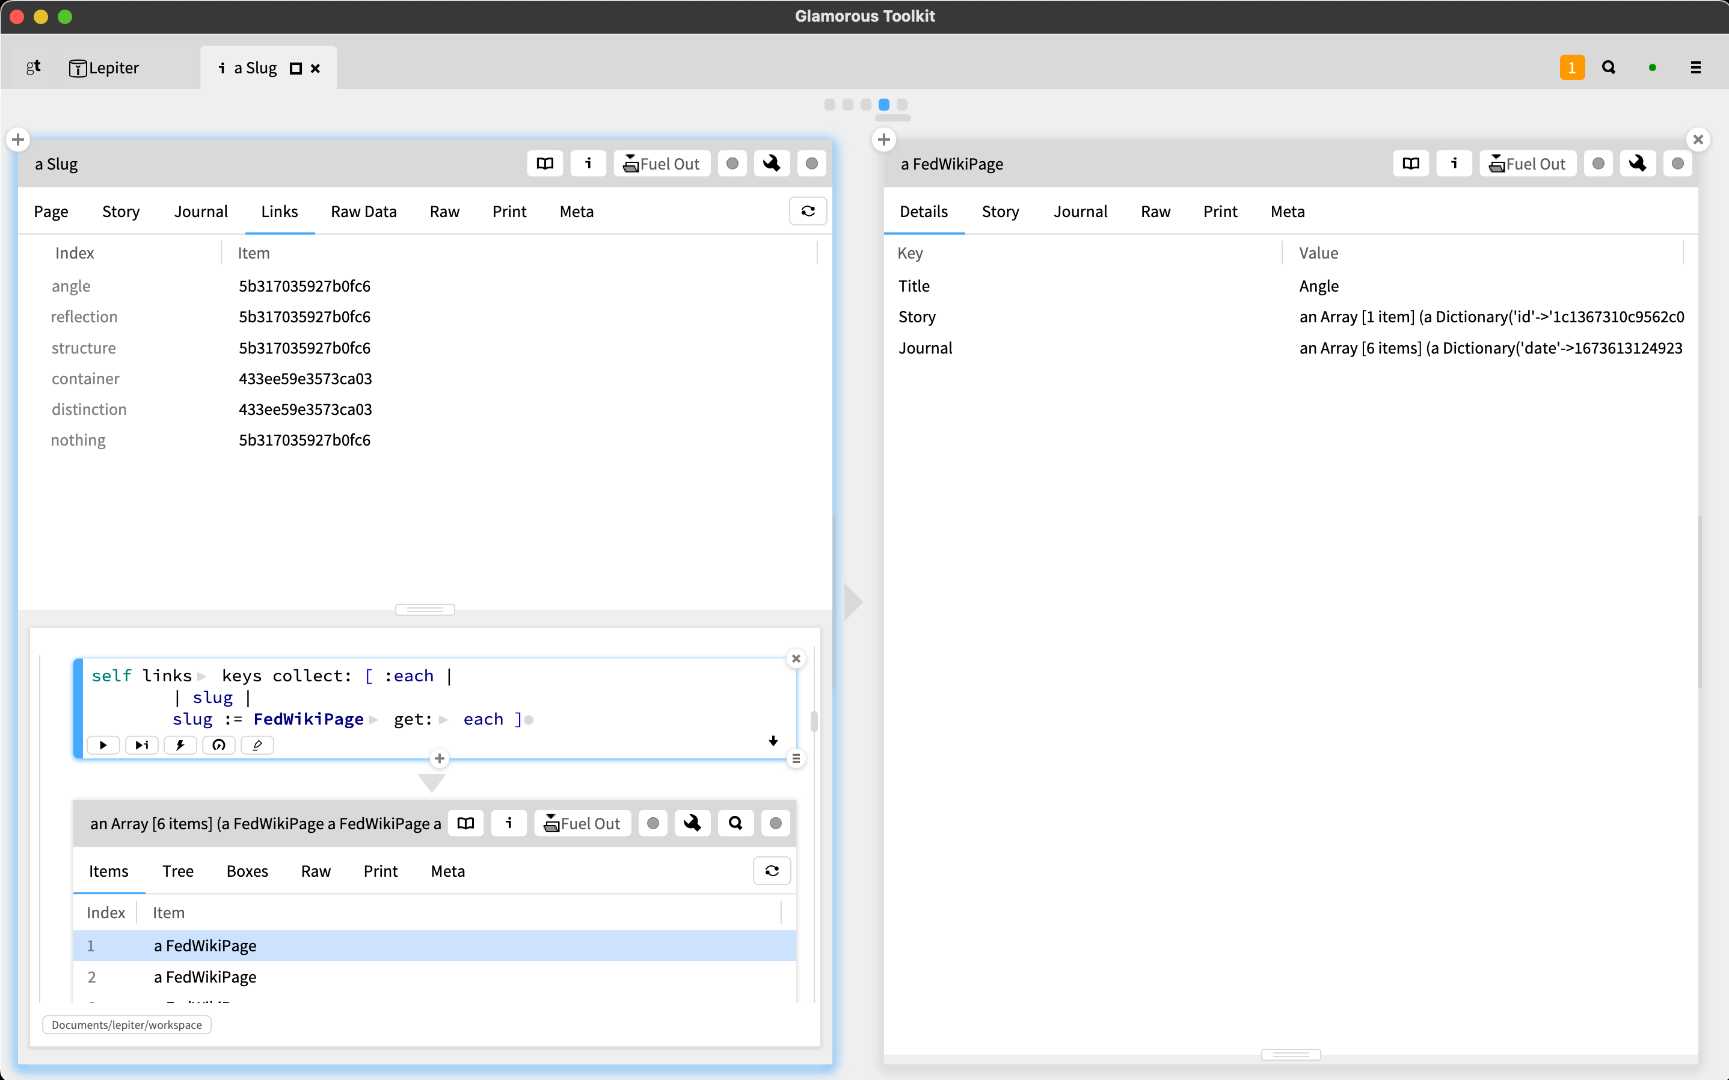 Glamorous Toolkit
gt Lepiter i a Slug 1
a Slug i Fuel Out
Page Story Journal Links Raw Data Raw Print Meta
Index Item
angle 5b317035927b0fc6
reflection 5b317035927b0fc6
structure 5b317035927b0fc6
container 433ee59e3573ca03
distinction 433ee59e3573ca03
nothing 5b317035927b0fc6
self links keys collect: [ :each |
| slug |
slug := FedWikiPage get: each ]
an Array [6 items] (a FedWikiPage a FedWikiPage a i Fuel Out
Items Tree Boxes Raw Print Meta
Index Item
1 a FedWikiPage
2 a FedWikiPage
Documents/lepiter/workspace
a FedWikiPage i Fuel Out
Details Story Journal Raw Print Meta
Key Value
Title Angle
Story an Array [1 item] (a Dictionary('id'->'1c1367310c9562c0
Journal an Array [6 items] (a Dictionary('date'->1673613124923